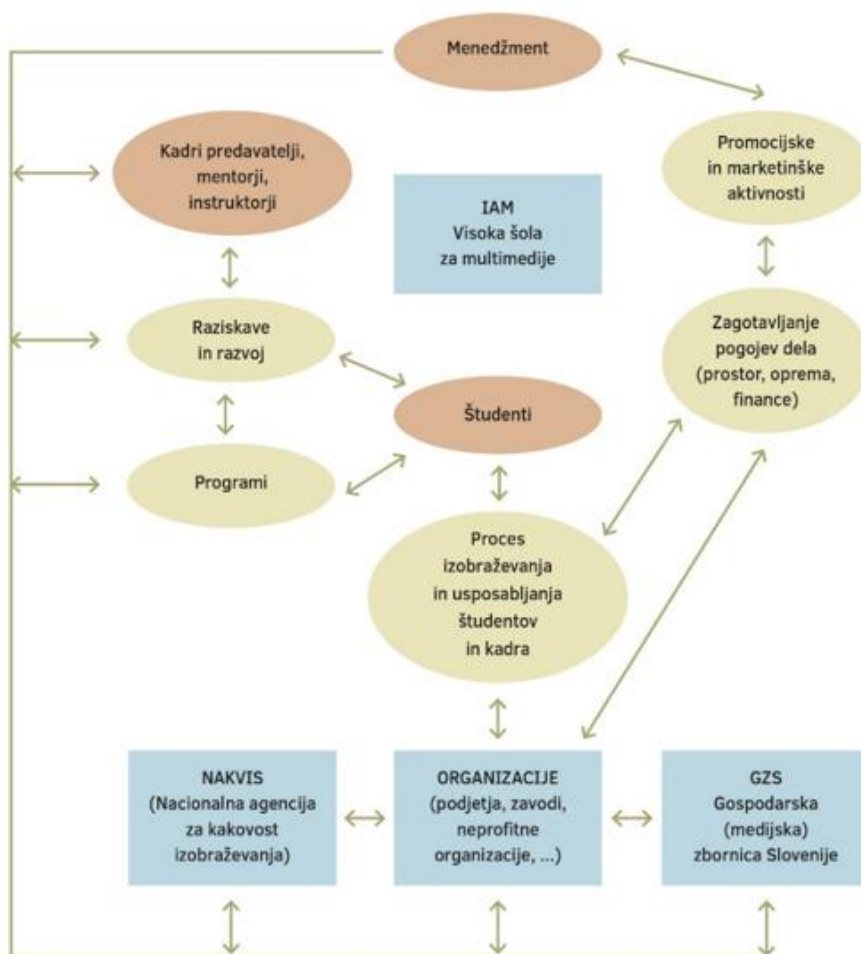 Menedžment
Kadri predavatelji,
mentorji,
instruktorji
Promocijske
in marketinške
aktivnosti
IAM
Visoka šola
za multimedije
Raziskave
in razvoj
Zagotavljanje
pogojev dela
(prostor, oprema,
finance)
Študenti
Programi
Proces
izobraževanja
in usposabljanja
študentov
in kadra
NAKVIS
(Nacionalna agencija
za kakovost
izobraževanja)
ORGANIZACIJE
(podjetja, zavodi,
neprofitne
organizacije, ...)
GZS
Gospodarska
(medijska)
zbornica Slovenije